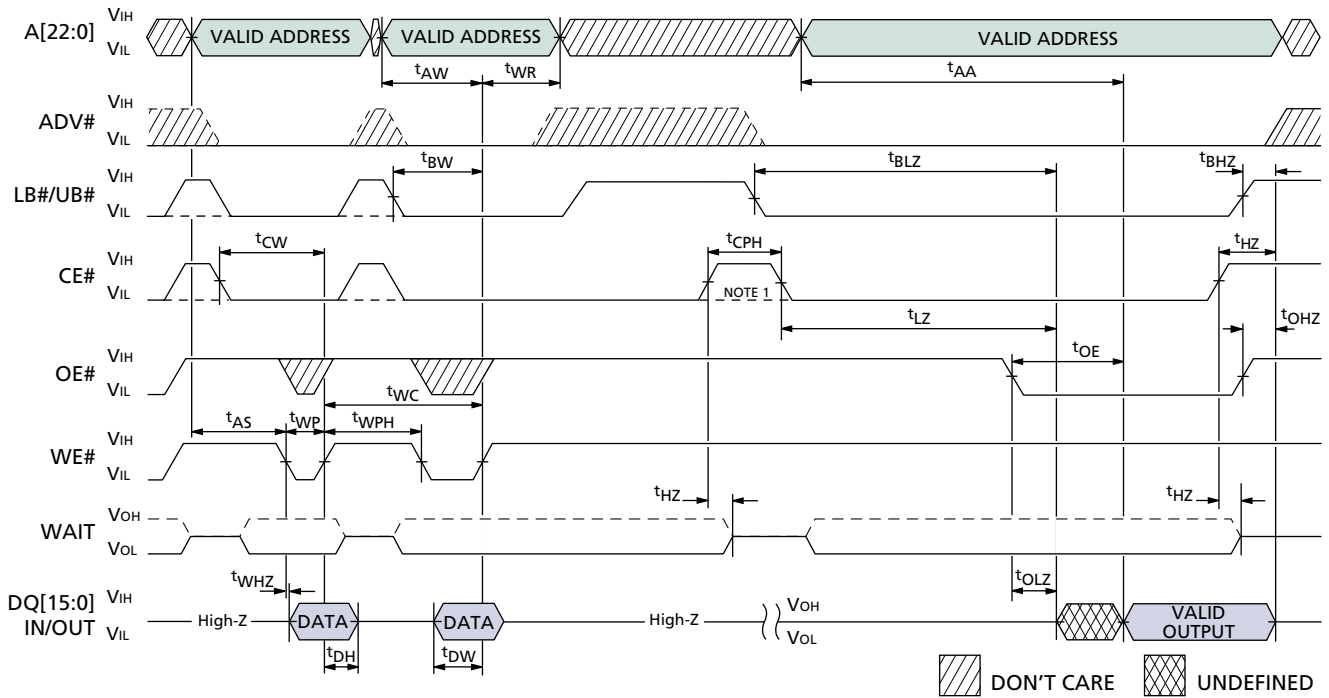 A[22:0] VIH VIL VALID ADDRESS VALID ADDRESS VALID ADDRESS
tAW tWR tAA
ADV# VIH VIL
tBW tBLZ tBHZ
LB#/UB# VIH VIL
tCW tCPH tHZ
CE# VIH VIL NOTE 1
tLZ tOHZ
OE# VIH VIL tOE
tWC
tAS tWP tWPH
WE# VIH VIL
tHZ tHZ
WAIT VOH VOL
tWHZ tOLZ
DQ[15:0] IN/OUT VIH VIL High-Z DATA DATA High-Z VOH VOL VALID OUTPUT
tDH tDW
DON'T CARE UNDEFINED